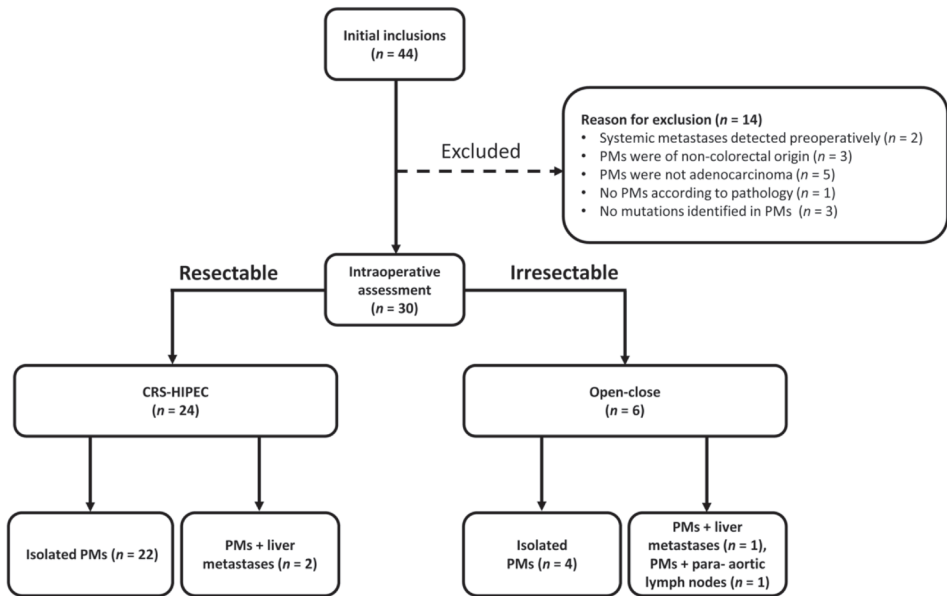 Initial inclusions
(n = 44)
Reason for exclusion (n = 14)
• Systemic metastases detected preoperatively (n = 2)
• PMs were of non-colorectal origin (n = 3)
• PMs were not adenocarcinoma (n = 5)
• No PMs according to pathology (n = 1)
• No mutations identified in PMs (n = 3)
Excluded
Resectable
Intraoperative
assessment
(n = 30)
Irresectable
CRS-HIPEC
(n = 24)
Open-close
(n = 6)
Isolated PMs (n = 22)
PMs + liver
metastases (n = 2)
Isolated
PMs (n = 4)
PMs + liver
metastases (n = 1),
PMs + para- aortic
lymph nodes (n = 1)